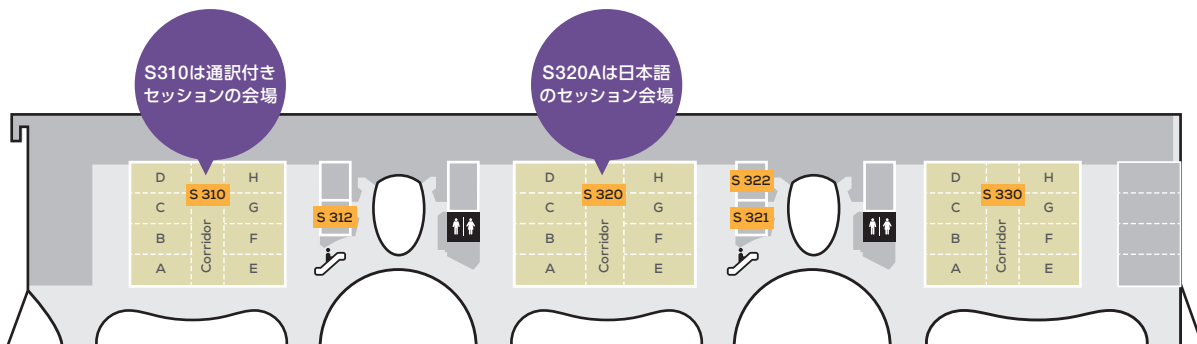 S310は通訳付き
セッションの会場
S320Aは日本語
のセッション会場
D
H
S 310
C
G
B
F
A
E
Corridor
S 312
D
H
S 320
C
G
B
F
A
E
Corridor
S 322
S 321
D
H
S 330
C
G
B
F
A
E
Corridor